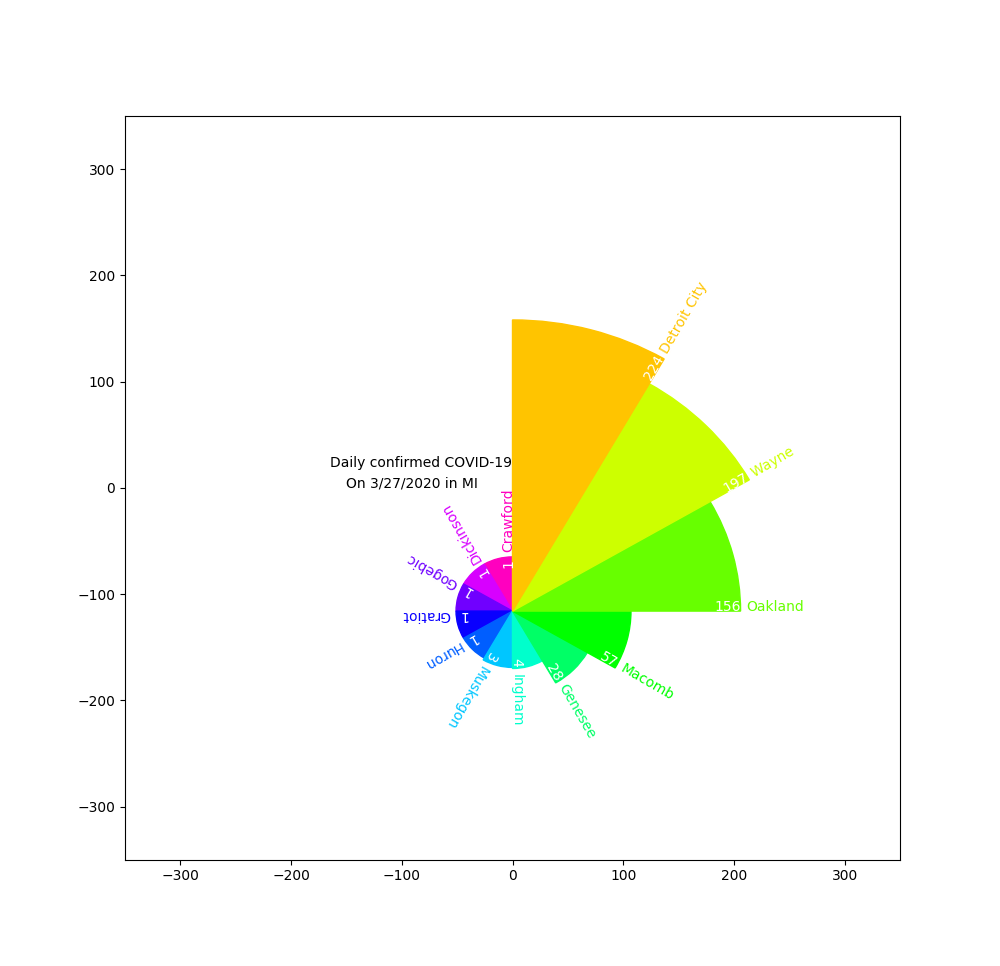 300
200
100
0
−100
−200
−300
−300
−200
−100
0
100
200
300
Daily confirmed COVID-19
On 3/27/2020 in MI
224 Detroit City
197 Wayne
156 Oakland
57 Macomb
28 Genesee
4 Ingham
3 Muskegon
1 Huron
1 Gratiot
1 Gogebic
1 Dickinson
1 Crawford